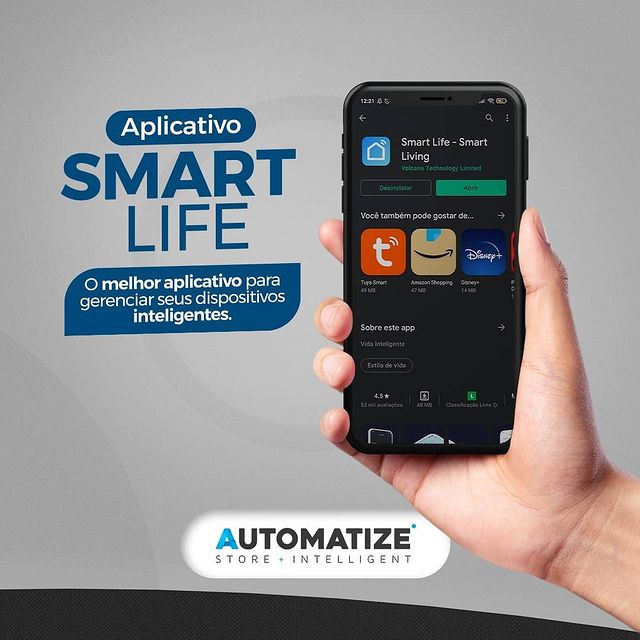 Aplicativo
SMART
LIFE
O melhor aplicativo para
gerenciar seus dispositivos
inteligentes.
12:21
Smart Life - Smart
Living
Volcano Technology Limited
Desinstalar
Abrir
Você também pode gostar de...
Disney+
Tuya Smart
Amazon Shopping
Disney+
49 MB
47 MB
14 MB
Sobre este app
Vida Inteligente
Estilo de vida
4,5 ★
L
53 mil avaliações
48 MB
Classificação Livre
AUTOMATIZE
STORE + INTELLIGENT